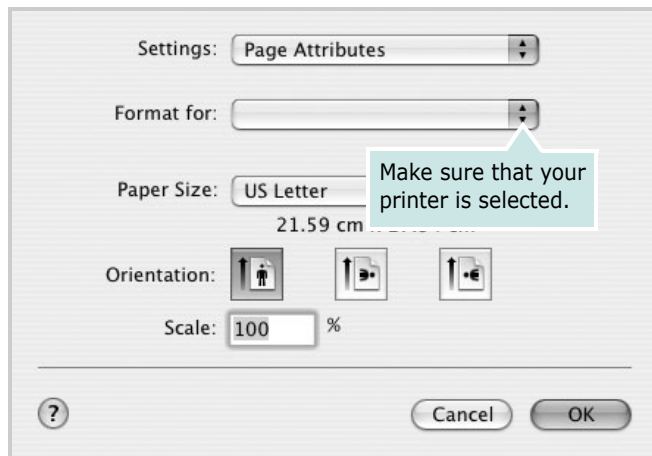 Settings: Page Attributes
Format for:
Make sure that your
printer is selected.
Paper Size: US Letter
21.59 cm
Orientation:
Scale: 100 %
? Cancel OK